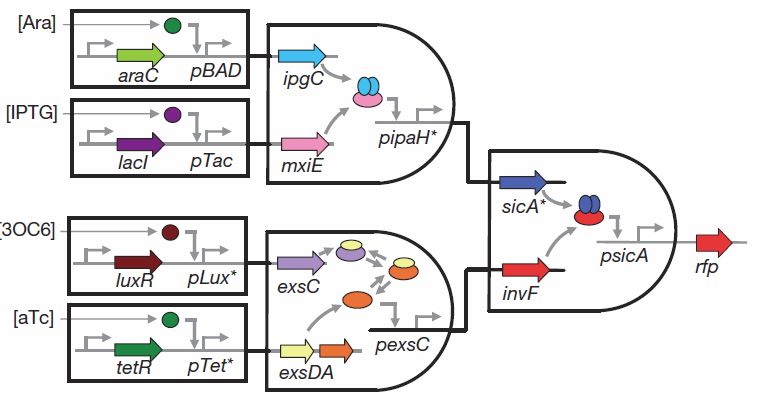 [Ara]
araC pBAD
ipgC
[IPTG]
lacI pTac
mxiE
pipaH*
sicA*
psicA
rfp
invF
[3OC6]
luxR pLux*
exsC
[aTc]
tetR pTet*
exsDA
pexsC